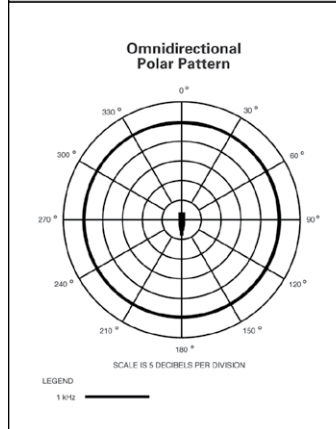 Omnidirectional
Polar Pattern
0°
330°
30°
300°
60°
270°
90°
240°
120°
210°
150°
180°
SCALE IS 5 DECIBELS PER DIVISION
LEGEND
1 kHz